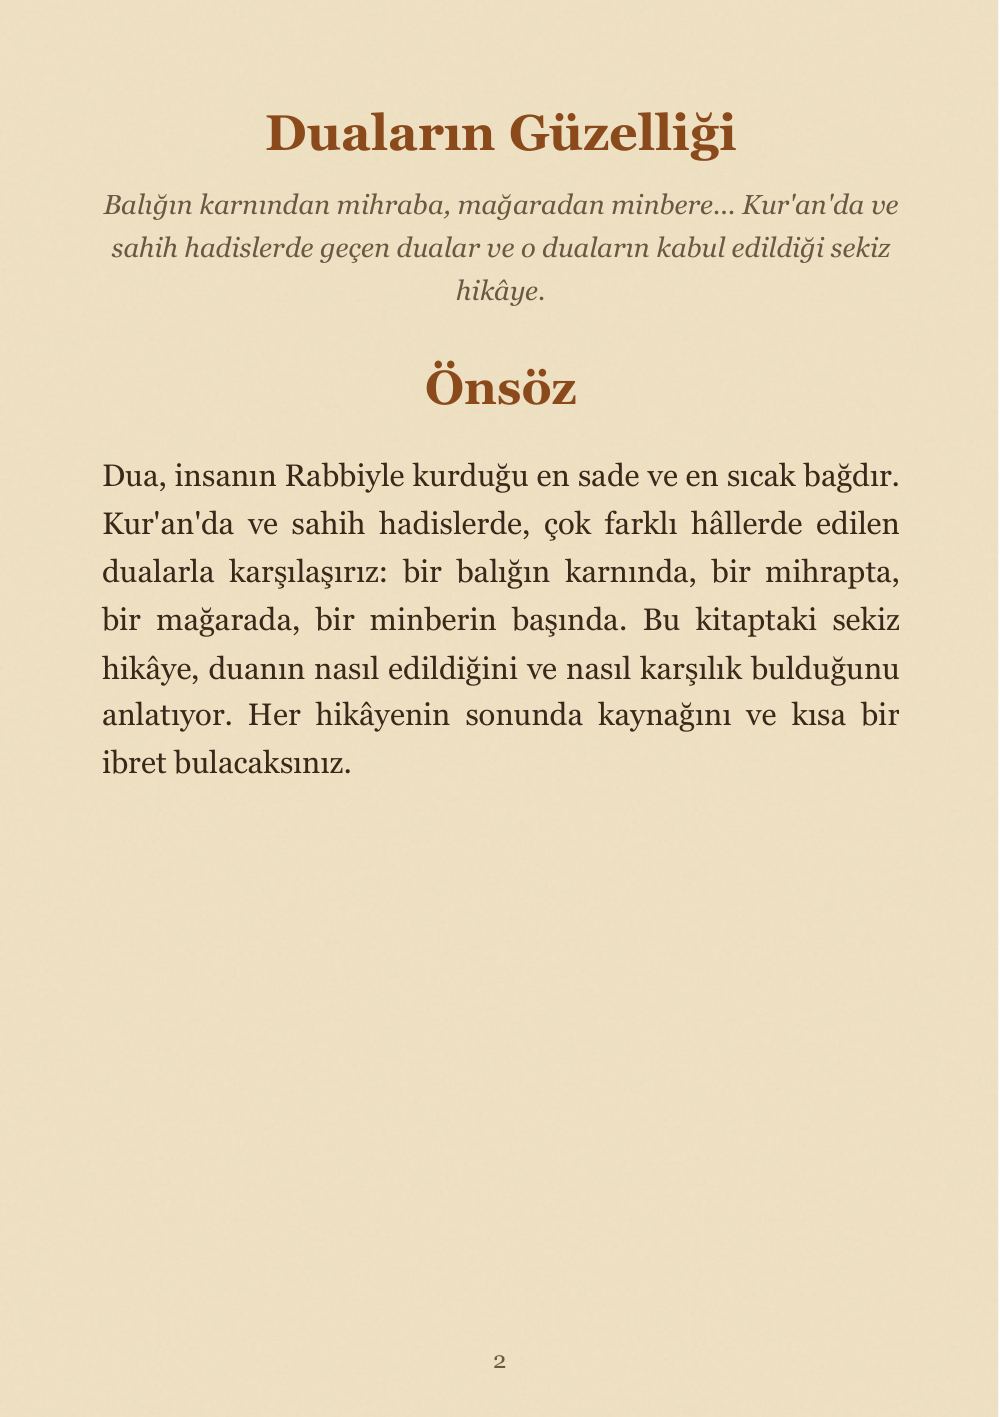 Duaların Güzelliği
Balığın karnından mihraba, mağaradan minbere... Kur'an'da ve
sahih hadislerde geçen dualar ve o duaların kabul edildiği sekiz
hikâye.
Önsöz
Dua, insanın Rabbiyle kurduğu en sade ve en sıcak bağdır.
Kur'an'da ve sahih hadislerde, çok farklı hâllerde edilen
dualarla karşılaşırız: bir balığın karnında, bir mihrapta,
bir mağarada, bir minberin başında. Bu kitaptaki sekiz
hikâye, duanın nasıl edildiğini ve nasıl karşılık bulduğunu
anlatıyor. Her hikâyenin sonunda kaynağını ve kısa bir
ibret bulacaksınız.
2